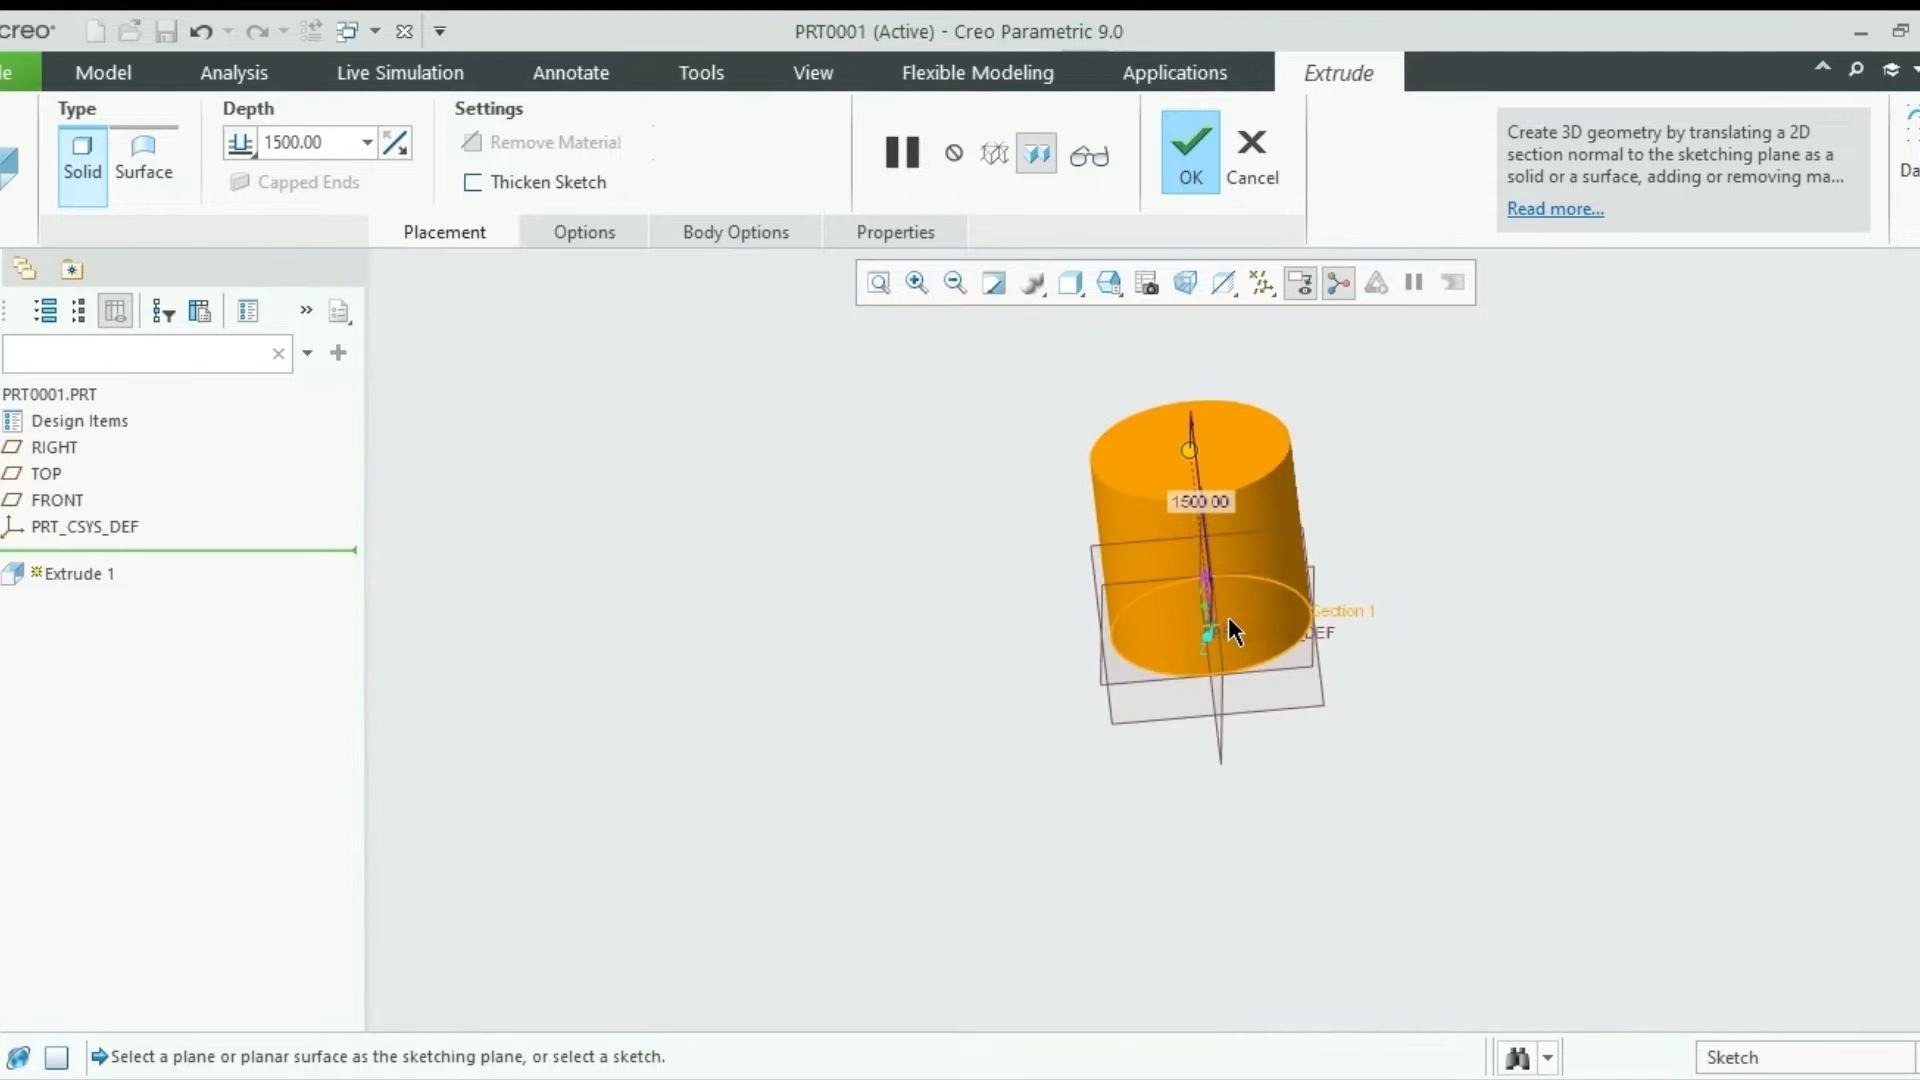 creo
PRT0001 (Active) - Creo Parametric 9.0
Model Analysis Live Simulation Annotate Tools View Flexible Modeling Applications Extrude
Type Depth Settings
Solid Surface
1500.00
Capped Ends
Remove Material
Thicken Sketch
OK Cancel
Create 3D geometry by translating a 2D
section normal to the sketching plane as a
solid or a surface, adding or removing ma...
Read more...
Placement Options Body Options Properties
PRT0001.PRT
Design Items
RIGHT
TOP
FRONT
PRT_CSYS_DEF
Extrude 1
1500.00
Section 1
_DEF
Z
Select a plane or planar surface as the sketching plane, or select a sketch.
Sketch